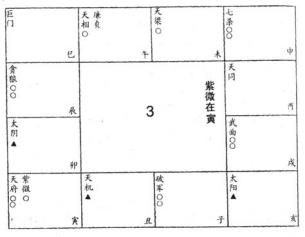 巨门
巳
廉贞
天相○
午
天梁○
未
七杀○○
申
贪狼○○
辰
天同
酉
3
紫微在寅
太阴▲
卯
武曲○○
戌
紫微○
天府○○
寅
天机▲
丑
破军○○
子
太阳▲
亥